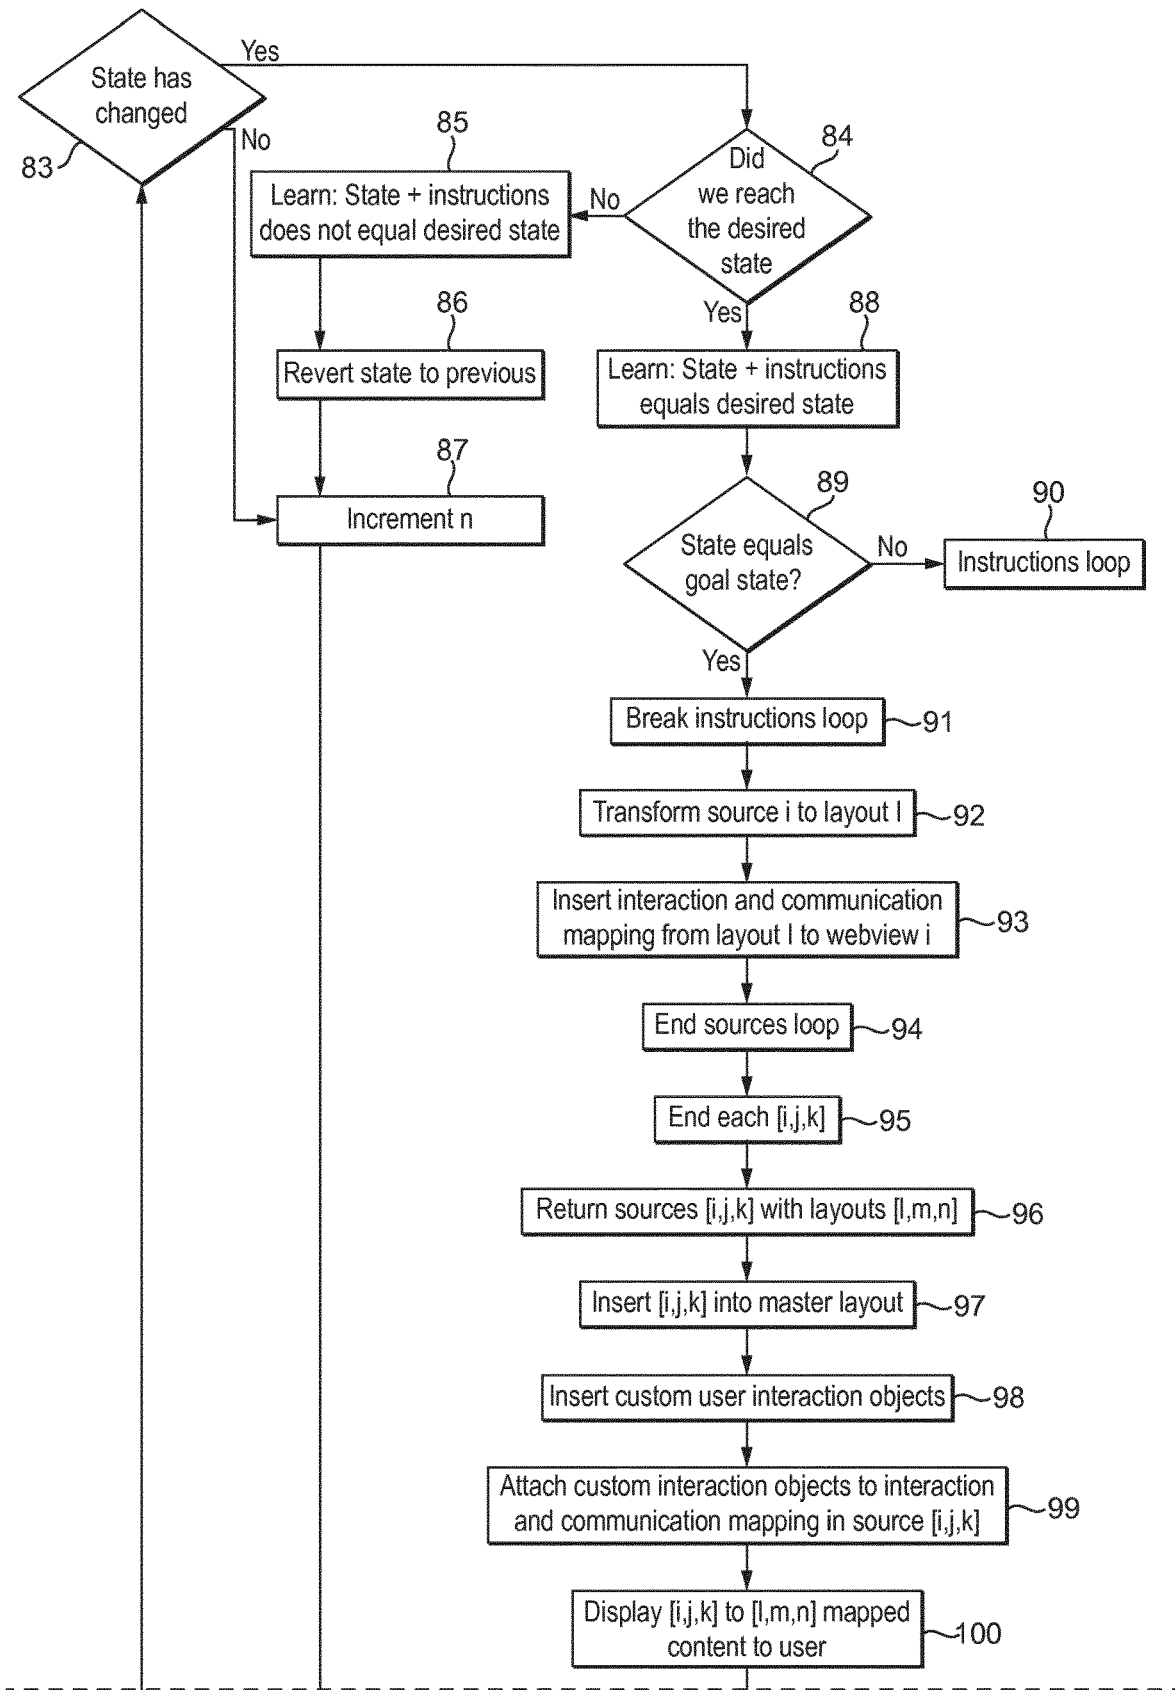 State has
changed
83
Yes
No
85
Learn: State + instructions
does not equal desired state
No
84
Did
we reach
the desired
state
Yes
86
Revert state to previous
88
Learn: State + instructions
equals desired state
87
Increment n
89
State equals
goal state?
No
90
Instructions loop
Yes
Break instructions loop
91
Transform source i to layout l
92
Insert interaction and communication
mapping from layout l to webview i
93
End sources loop
94
End each [i,j,k]
95
Return sources [i,j,k] with layouts [l,m,n]
96
Insert [i,j,k] into master layout
97
Insert custom user interaction objects
98
Attach custom interaction objects to interaction
and communication mapping in source [i,j,k]
99
Display [i,j,k] to [l,m,n] mapped
content to user
100